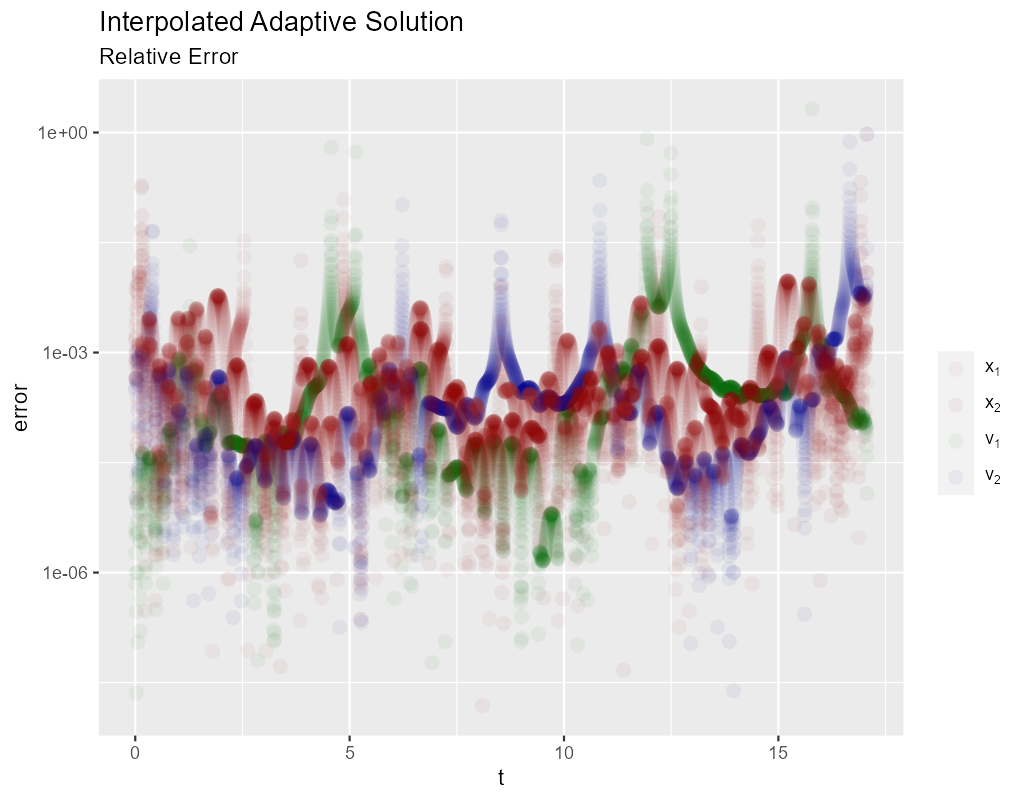 Interpolated Adaptive Solution
Relative Error
1e+00
1e-03
1e-06
error
0 5 10 15
t
x₁
x₂
v₁
v₂